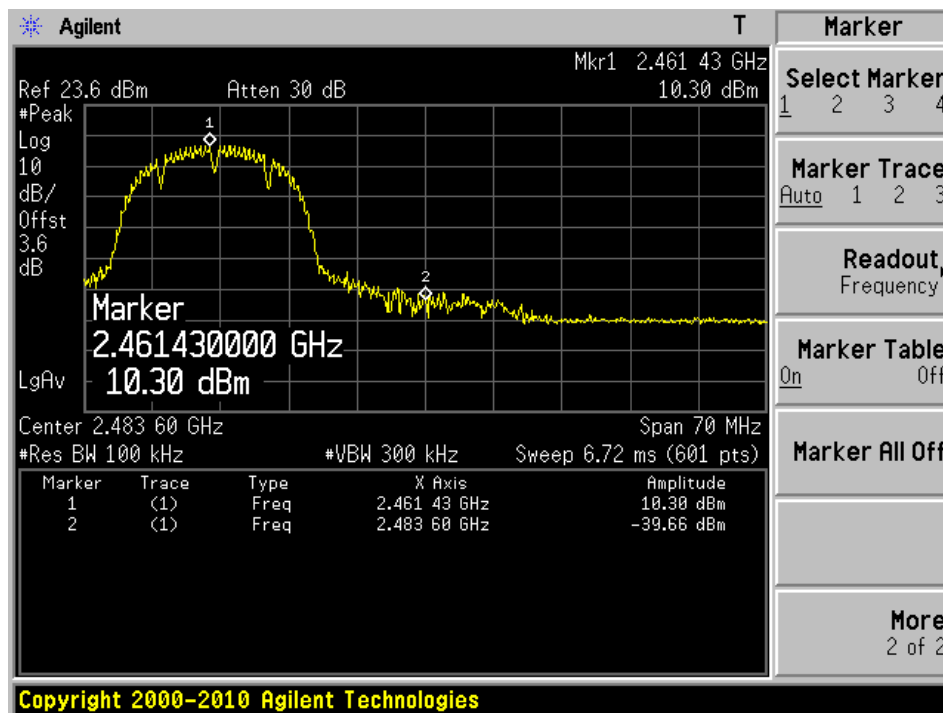 Agilent T Marker
Mkr1 2.461 43 GHz
Ref 23.6 dBm Atten 30 dB 10.30 dBm
#Peak
Log
10
dB/
Offst
3.6
dB
1
2
Marker
2.461430000 GHz
10.30 dBm
LgAv
Center 2.483 60 GHz Span 70 MHz
#Res BW 100 kHz #VBW 300 kHz Sweep 6.72 ms (601 pts)
Marker Trace Type X Axis Amplitude
1 (1) Freq 2.461 43 GHz 10.30 dBm
2 (1) Freq 2.483 60 GHz -39.66 dBm
Select Marker
1 2 3 4
Marker Trace
Auto 1 2 3
Readout,
Frequency
Marker Table
On Off
Marker All Off
More
2 of 2
Copyright 2000-2010 Agilent Technologies